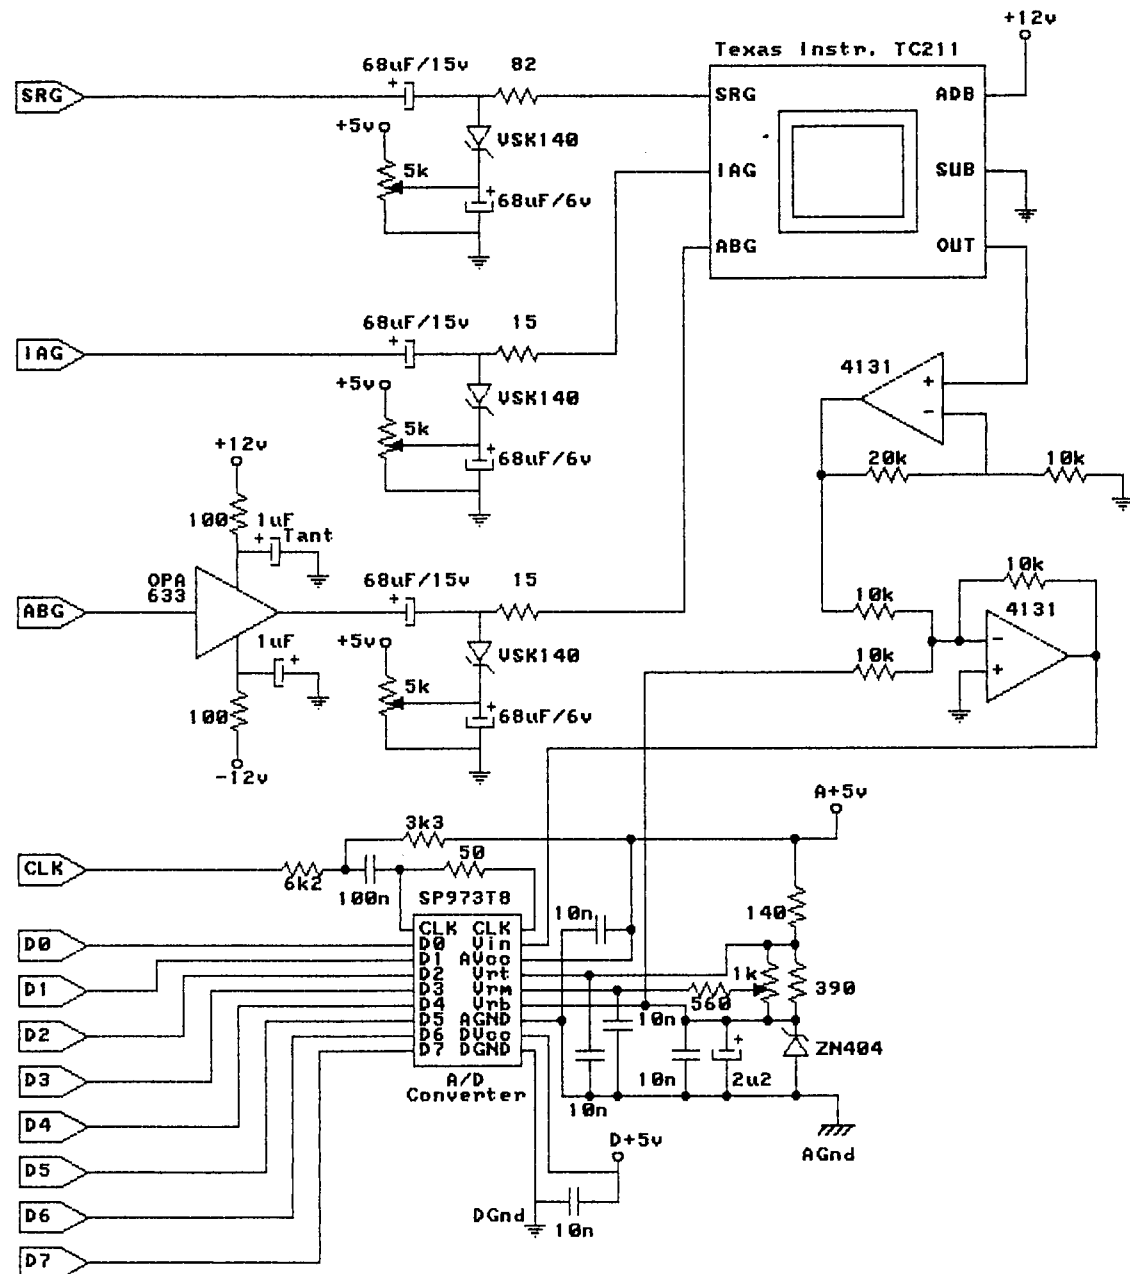 +12v
Texas Instr. TC211
68uF/15v 82
+
SRG
SRG ADB
+5v
VSK140
5k
+
68uF/6v
IAG SUB
ABG OUT
68uF/15v 15
+
IAG
4131
+
-
+5v
VSK140
5k
+
68uF/6v
20k 10k
+12v
100 1uF
+ Tant
OPA
633
68uF/15v 15
+
ABG
10k
10k 4131
-
10k
+
1uF
+
+5v
VSK140
5k
+
68uF/6v
100
-12v
A+5v
3k3
CLK
6k2
100n
50
SP973T8
10n
140
CLK CLK
D0 Vin
D1 AVcc
D2 Vrt
D3 Vrm
D4 Vrb
D5 AGND
D6 DVcc
D7 DGND
A/D
Converter
1k
560
390
10n
+
ZN404
10n
2u2
10n
AGnd
D+5v
DGnd
10n
D0
D1
D2
D3
D4
D5
D6
D7